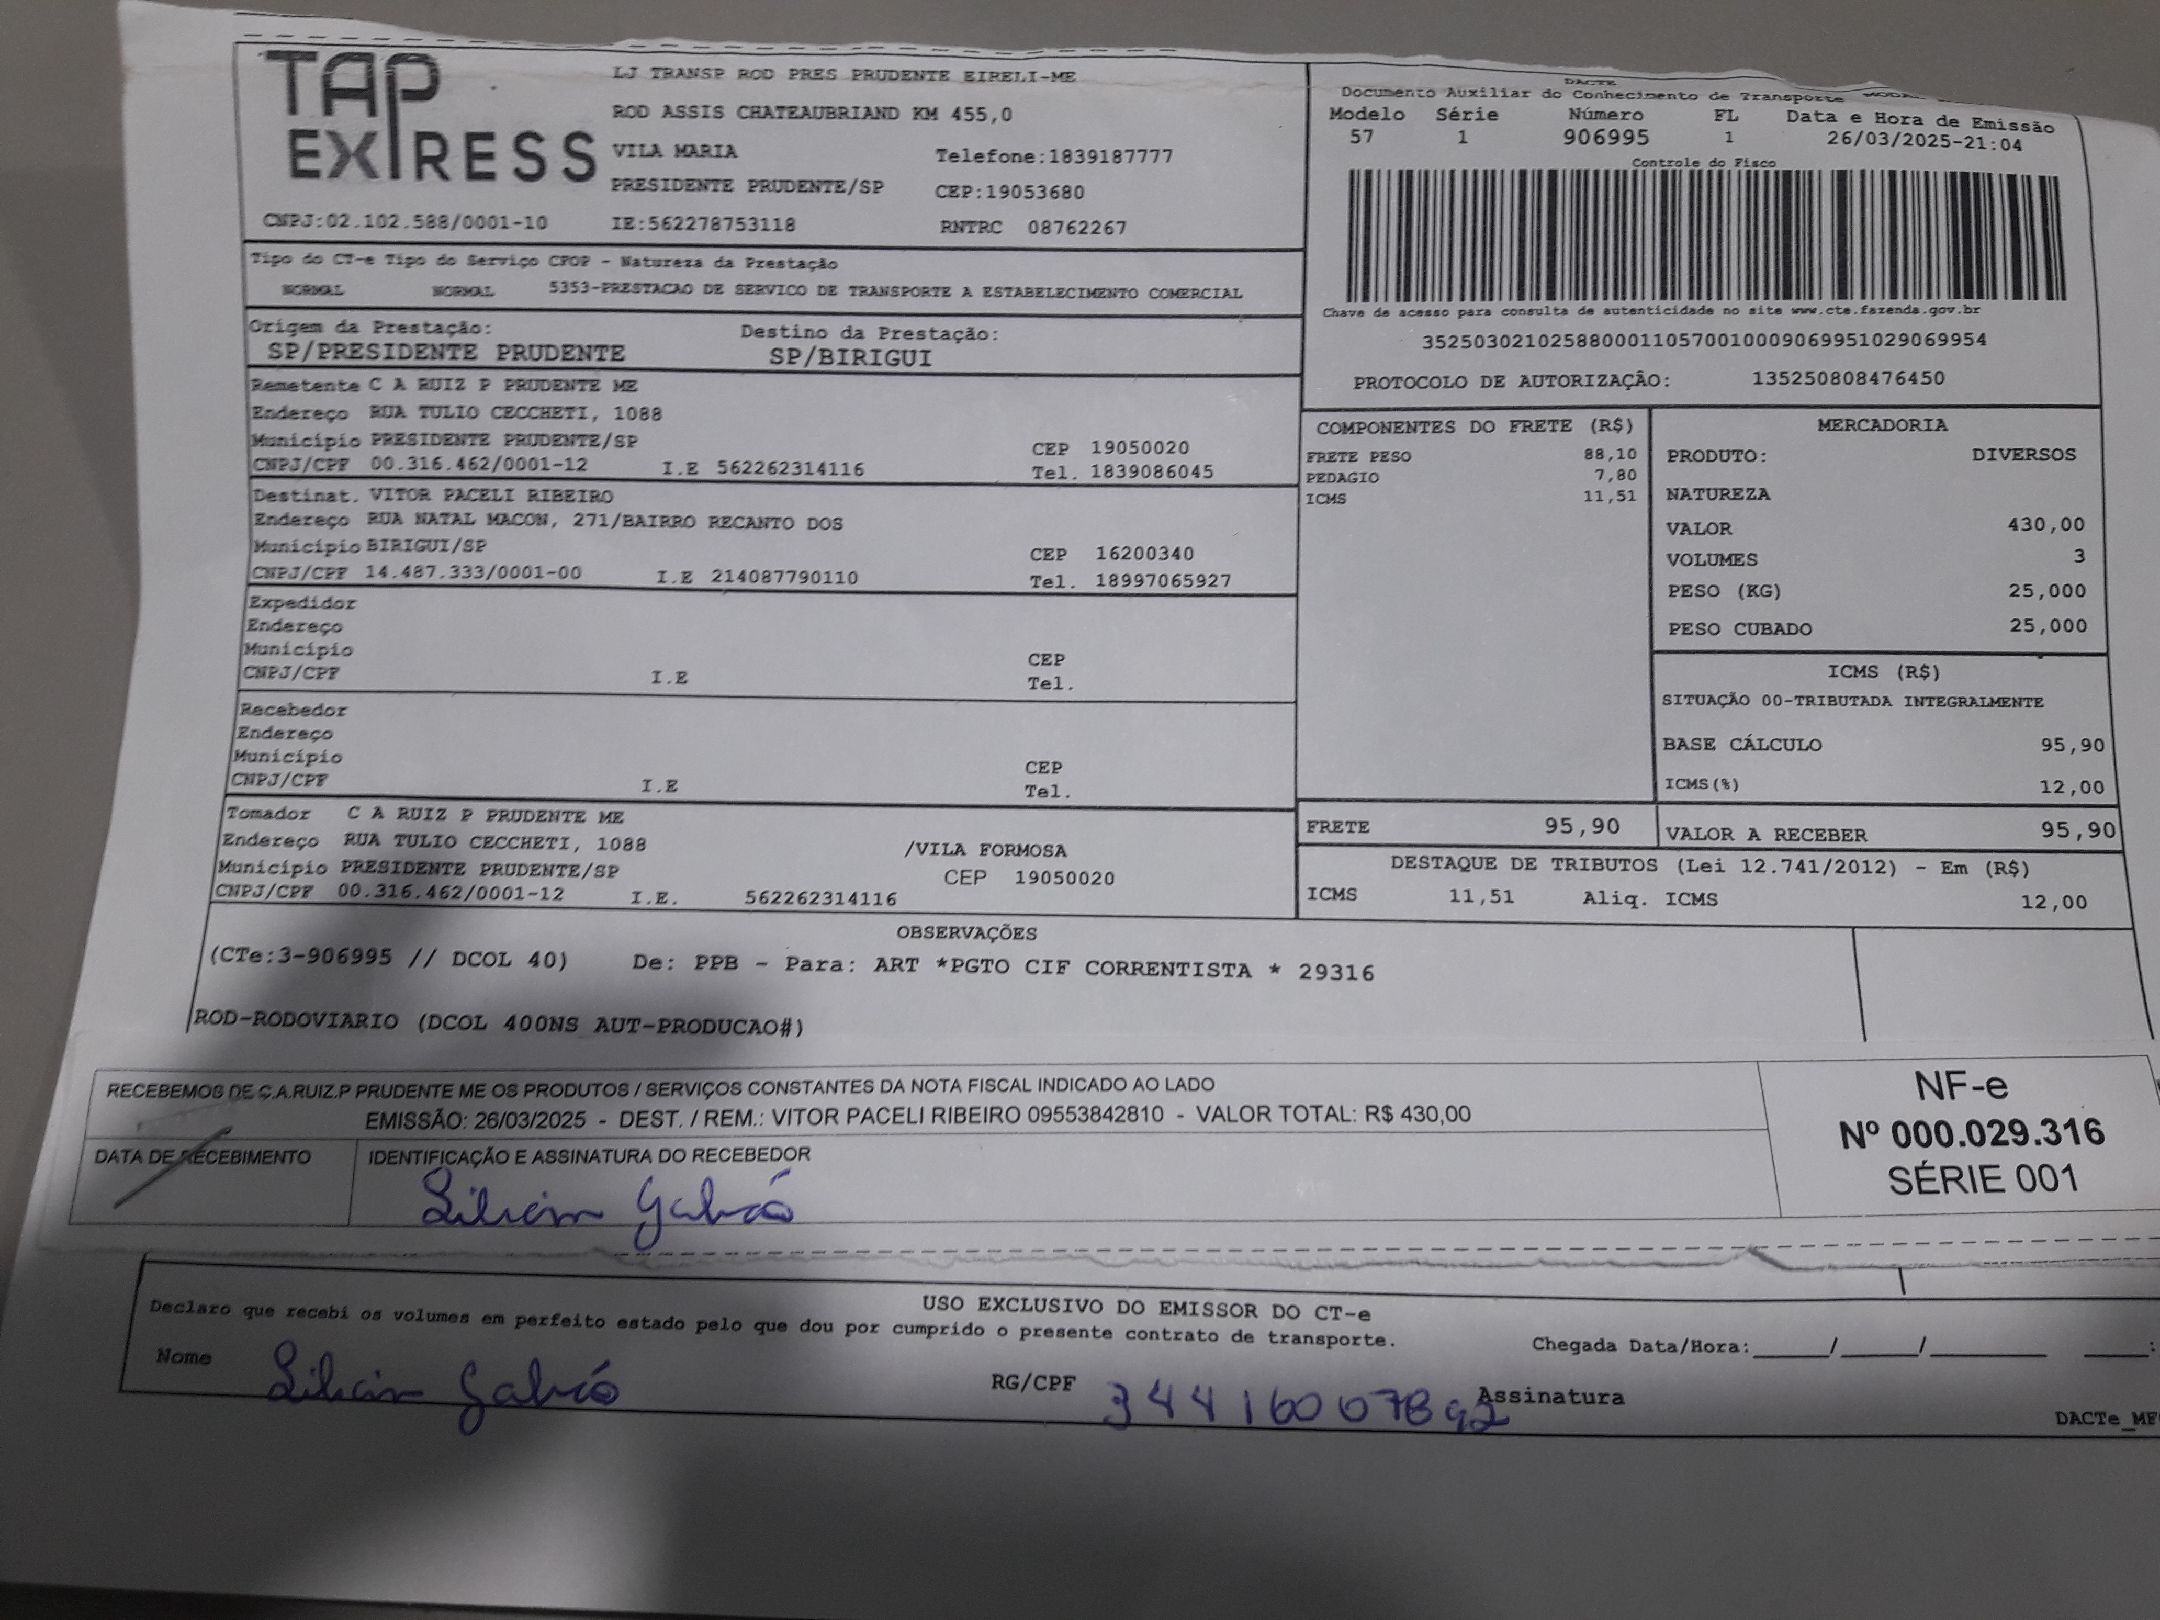 TAP EXPRESS
LJ TRANSP ROD PRES PRUDENTE EIRELI-ME
ROD ASSIS CHATEAUBRIAND KM 455,0
VILA MARIA Telefone:1839187777
PRESIDENTE PRUDENTE/SP CEP:19053680
CNPJ:02.102.588/0001-10 IE:562278753118 RNTRC 08762267
DACTE
Documento Auxiliar do Conhecimento de Transporte
Modelo Série Número FL Data e Hora de Emissão
57 1 906995 1 26/03/2025-21:04
Controle do Fisco
Chave de acesso para consulta de autenticidade no site www.cte.fazenda.gov.br
35250302102588000110570010009069951029069954
PROTOCOLO DE AUTORIZAÇÃO: 135250808476450
Tipo do CT-e Tipo do Serviço CFOP - Natureza da Prestação
NORMAL NORMAL 5353-PRESTACAO DE SERVICO DE TRANSPORTE A ESTABELECIMENTO COMERCIAL
Origem da Prestação: Destino da Prestação:
SP/PRESIDENTE PRUDENTE SP/BIRIGUI
Remetente C A RUIZ P PRUDENTE ME
Endereço RUA TULIO CECCHETI, 1088
Município PRESIDENTE PRUDENTE/SP CEP 19050020
CNPJ/CPF 00.316.462/0001-12 I.E 562262314116 Tel. 1839086045
Destinat. VITOR PACELI RIBEIRO
Endereço RUA NATAL MACON, 271/BAIRRO RECANTO DOS
Município BIRIGUI/SP CEP 16200340
CNPJ/CPF 14.487.333/0001-00 I.E 214087790110 Tel. 18997065927
Expedidor
Endereço
Município CEP
CNPJ/CPF I.E Tel.
Recebedor
Endereço
Município CEP
CNPJ/CPF I.E Tel.
Tomador C A RUIZ P PRUDENTE ME
Endereço RUA TULIO CECCHETI, 1088 /VILA FORMOSA
Município PRESIDENTE PRUDENTE/SP CEP 19050020
CNPJ/CPF 00.316.462/0001-12 I.E. 562262314116
COMPONENTES DO FRETE (R$)
FRETE PESO 88,10
PEDAGIO 7,80
ICMS 11,51
MERCADORIA
PRODUTO: DIVERSOS
NATUREZA
VALOR 430,00
VOLUMES 3
PESO (KG) 25,000
PESO CUBADO 25,000
ICMS (R$)
SITUAÇÃO 00-TRIBUTADA INTEGRALMENTE
BASE CÁLCULO 95,90
ICMS(%) 12,00
FRETE 95,90 VALOR A RECEBER 95,90
DESTAQUE DE TRIBUTOS (Lei 12.741/2012) - Em (R$)
ICMS 11,51 Aliq. ICMS 12,00
OBSERVAÇÕES
(CTe:3-906995 // DCOL 40) De: PPB - Para: ART *PGTO CIF CORRENTISTA * 29316
ROD-RODOVIARIO (DCOL 400NS AUT-PRODUCAO#)
RECEBEMOS DE C.A.RUIZ.P PRUDENTE ME OS PRODUTOS / SERVIÇOS CONSTANTES DA NOTA FISCAL INDICADO AO LADO
EMISSÃO: 26/03/2025 - DEST. / REM.: VITOR PACELI RIBEIRO 09553842810 - VALOR TOTAL: R$ 430,00
DATA DE RECEBIMENTO IDENTIFICAÇÃO E ASSINATURA DO RECEBEDOR
Lilian Galvão
NF-e
Nº 000.029.316
SÉRIE 001
USO EXCLUSIVO DO EMISSOR DO CT-e
Declaro que recebi os volumes em perfeito estado pelo que dou por cumprido o presente contrato de transporte.
Chegada Data/Hora:_____/_____/_______ ____:
Nome Lilian Galvão RG/CPF 34416007892 Assinatura